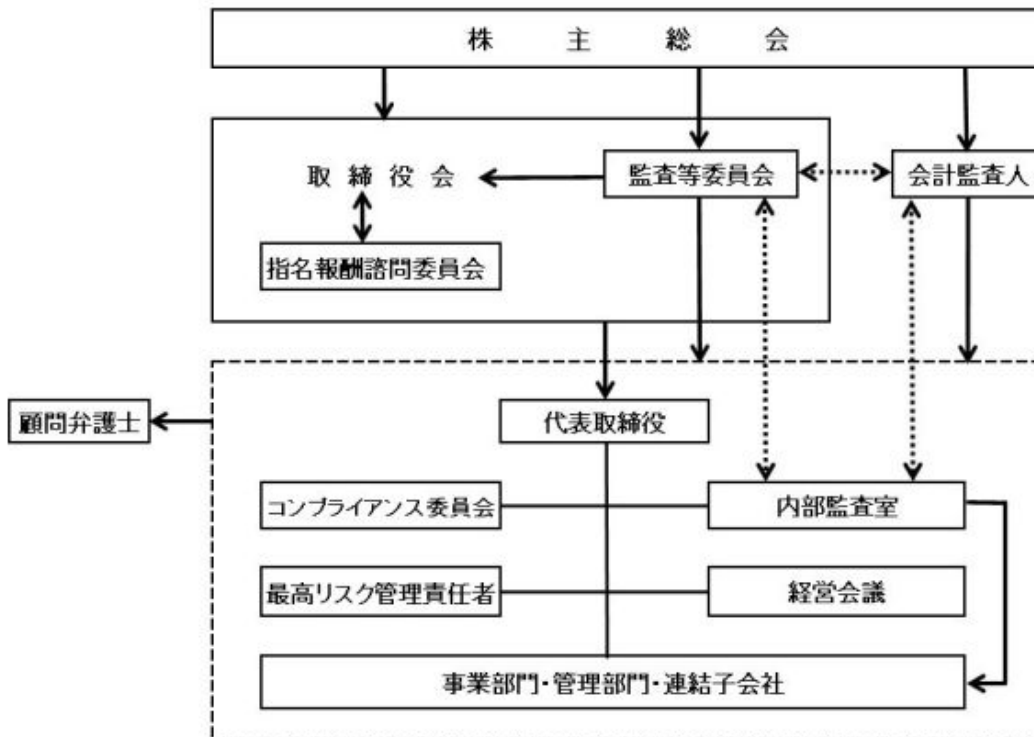 株主総会
取締役会
監査等委員会
会計監査人
指名報酬諮問委員会
顧問弁護士
代表取締役
コンプライアンス委員会
内部監査室
最高リスク管理責任者
経営会議
事業部門・管理部門・連結子会社